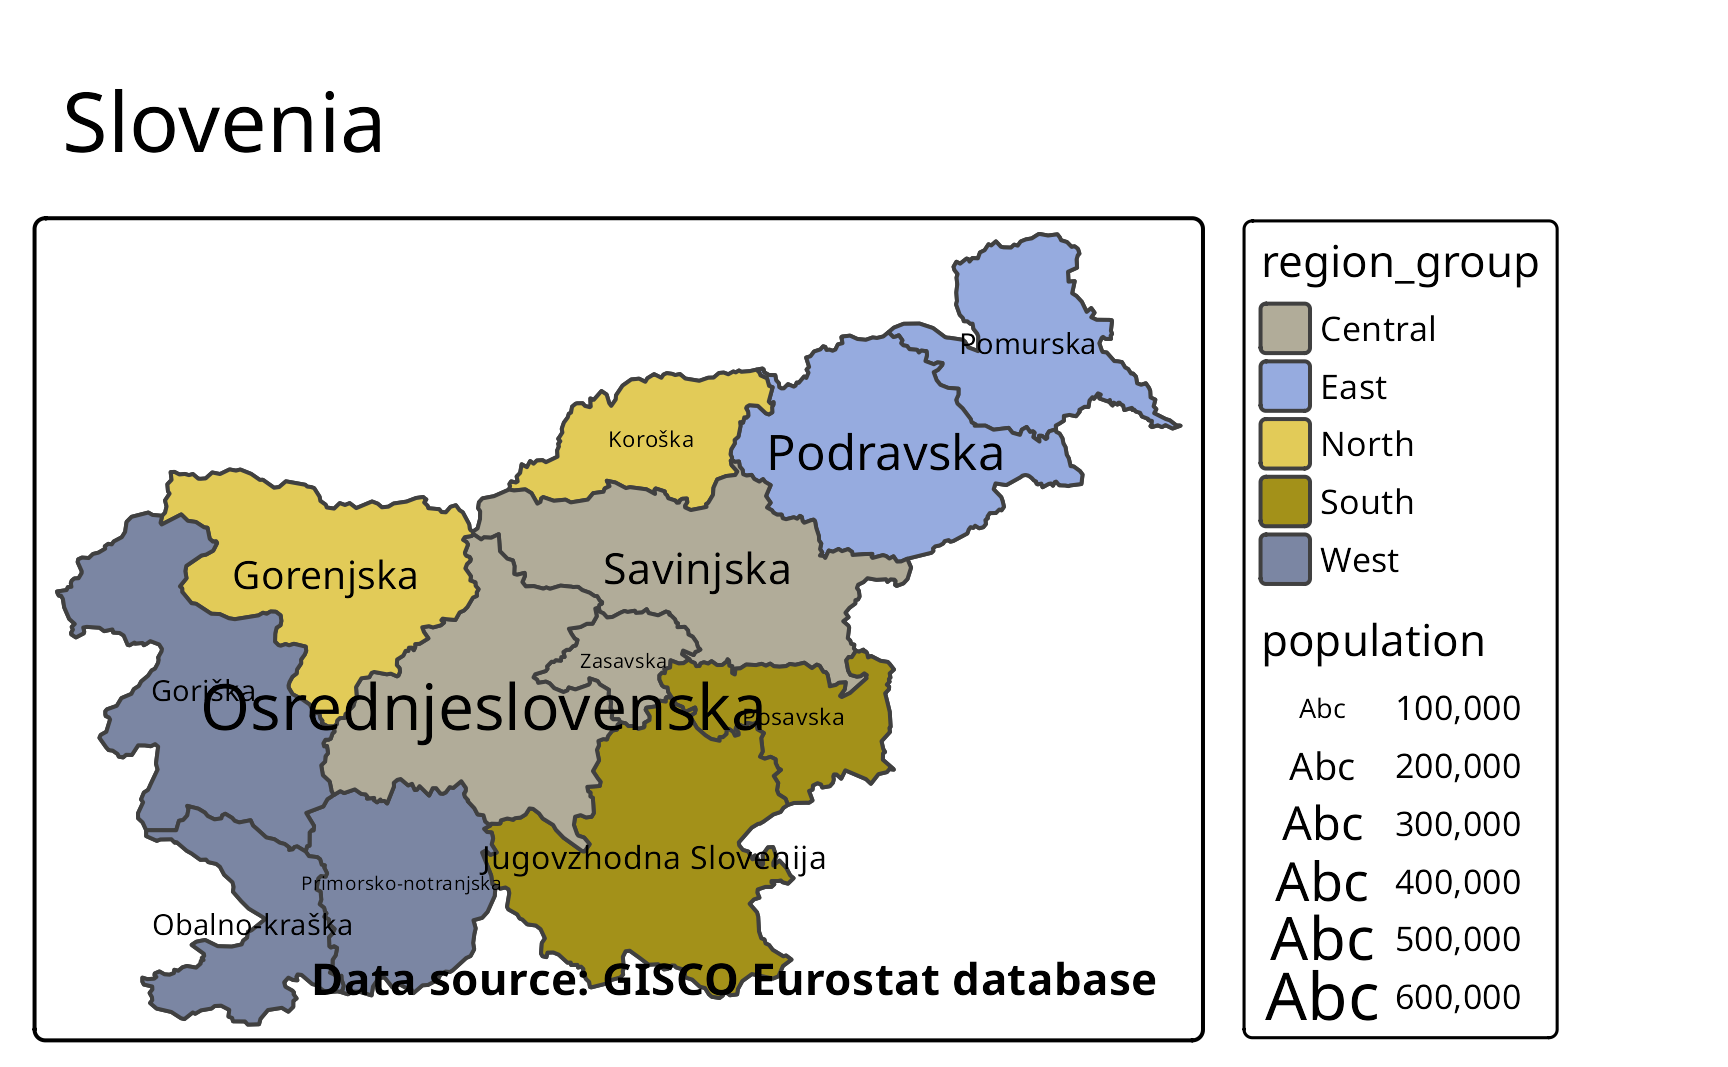 Slovenia
Pomurska
Koroška
Podravska
Gorenjska
Savinjska
Zasavska
Goriška
Osrednjeslovenska
Posavska
Jugovzhodna Slovenija
Primorsko-notranjska
Obalno-kraška
Data source: GISCO Eurostat database
region_group
Central
East
North
South
West
population
Abc 100,000
Abc 200,000
Abc 300,000
Abc 400,000
Abc 500,000
Abc 600,000